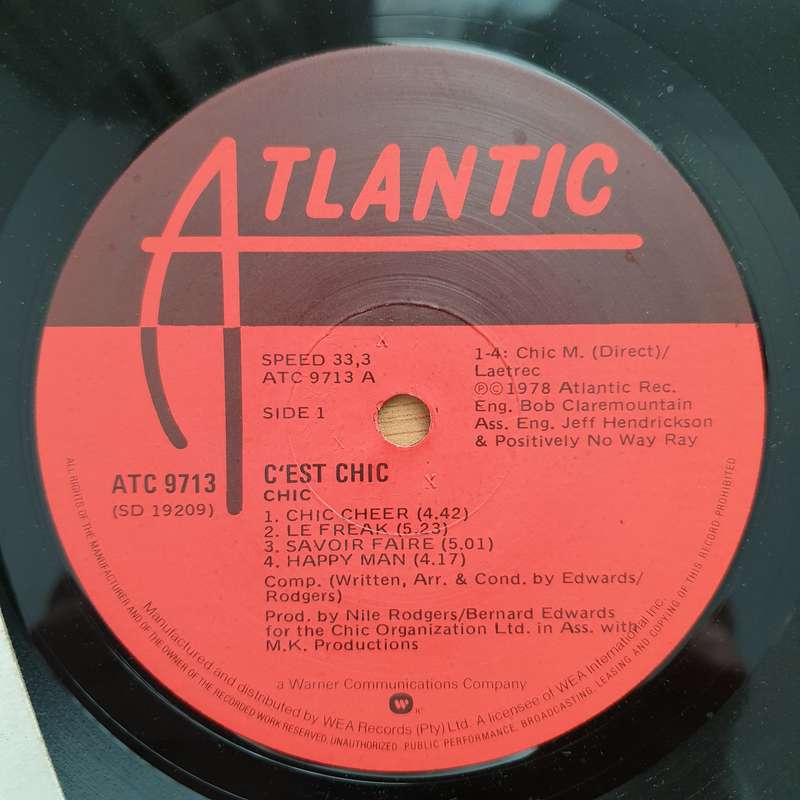 ATLANTIC
SPEED 33,3
ATC 9713 A
SIDE 1
1-4: Chic M. (Direct)/
Laetrec
ⓅⒸ1978 Atlantic Rec.
Eng. Bob Claremountain
Ass. Eng. Jeff Hendrickson
& Positively No Way Ray
ATC 9713
(SD 19209)
C'EST CHIC
CHIC
1. CHIC CHEER (4.42)
2. LE FREAK (5.23)
3. SAVOIR FAIRE (5.01)
4. HAPPY MAN (4.17)
Comp. (Written, Arr. & Cond. by Edwards/
Rodgers)
Prod. by Nile Rodgers/Bernard Edwards
for the Chic Organization Ltd. in Ass. with
M.K. Productions
a Warner Communications Company
Manufactured and distributed by WEA Records (Pty) Ltd. A licensee of WEA International Inc.
ALL RIGHTS OF THE MANUFACTURER AND OF THE OWNER OF THE RECORDED WORK RESERVED. UNAUTHORIZED PUBLIC PERFORMANCE, BROADCASTING, LEASING AND COPYING OF THIS RECORD PROHIBITED